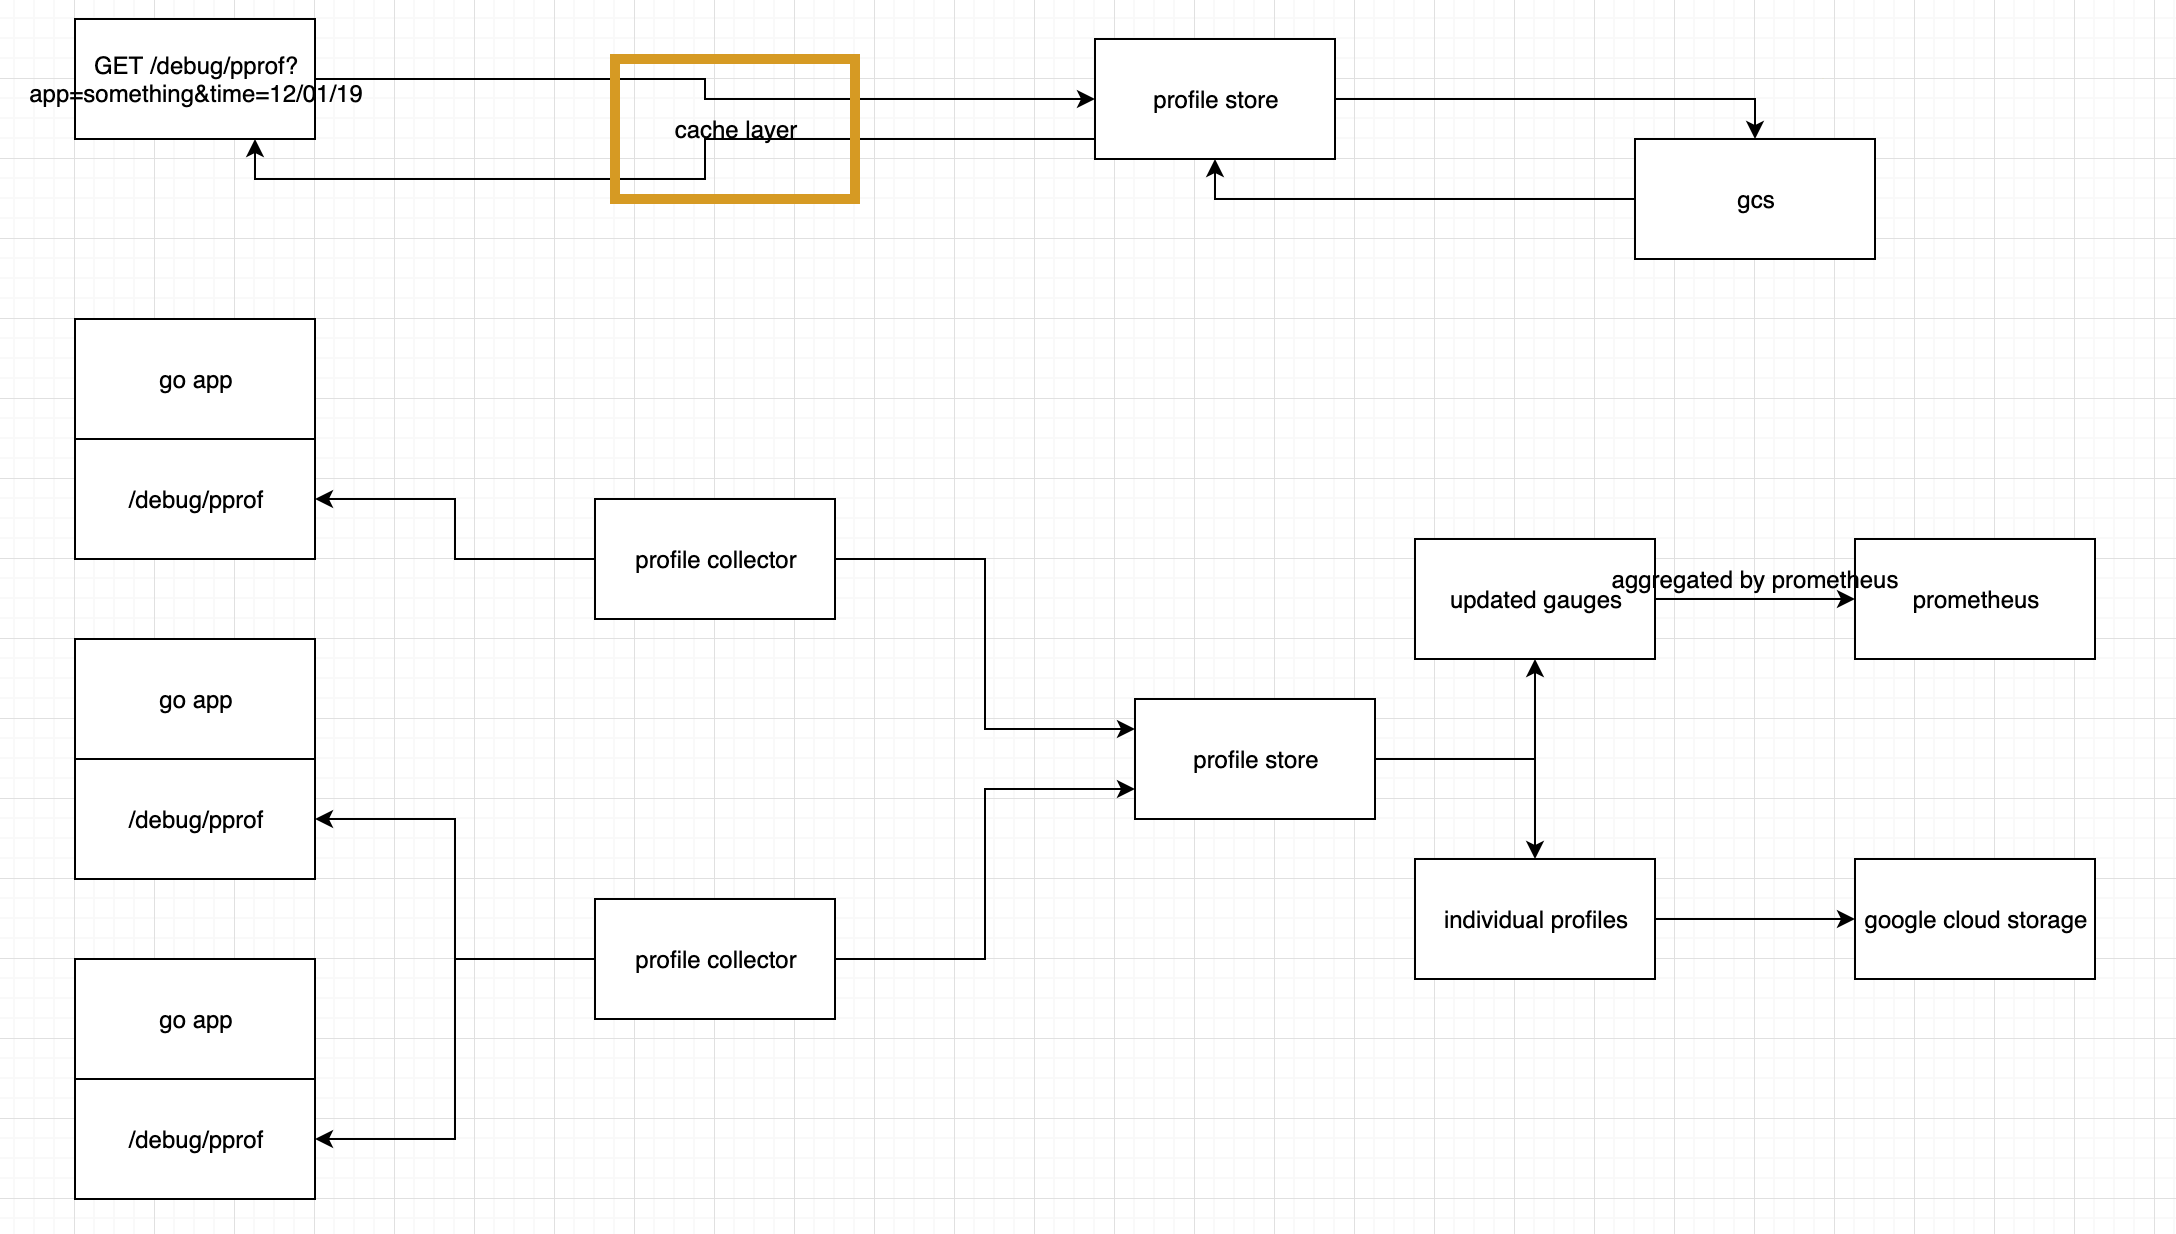 GET /debug/pprof?
app=something&time=12/01/19
cache layer
profile store
gcs
go app
/debug/pprof
profile collector
go app
/debug/pprof
profile collector
go app
/debug/pprof
profile store
updated gauges
aggregated by prometheus
prometheus
individual profiles
google cloud storage